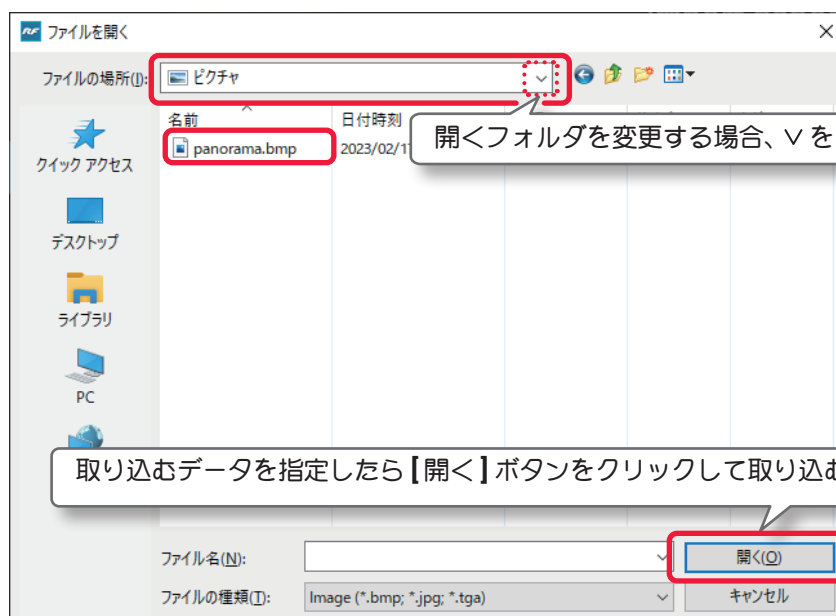 ファイルを開く
ファイルの場所(I):
ピクチャ
名前
日付時刻
開くフォルダを変更する場合、∨を
panorama.bmp
2023/02/17
クイック アクセス
デスクトップ
ライブラリ
PC
取り込むデータを指定したら[開く]ボタンをクリックして取り込む
ファイル名(N):
開く(O)
ファイルの種類(T):
Image (*.bmp; *.jpg; *.tga)
キャンセル